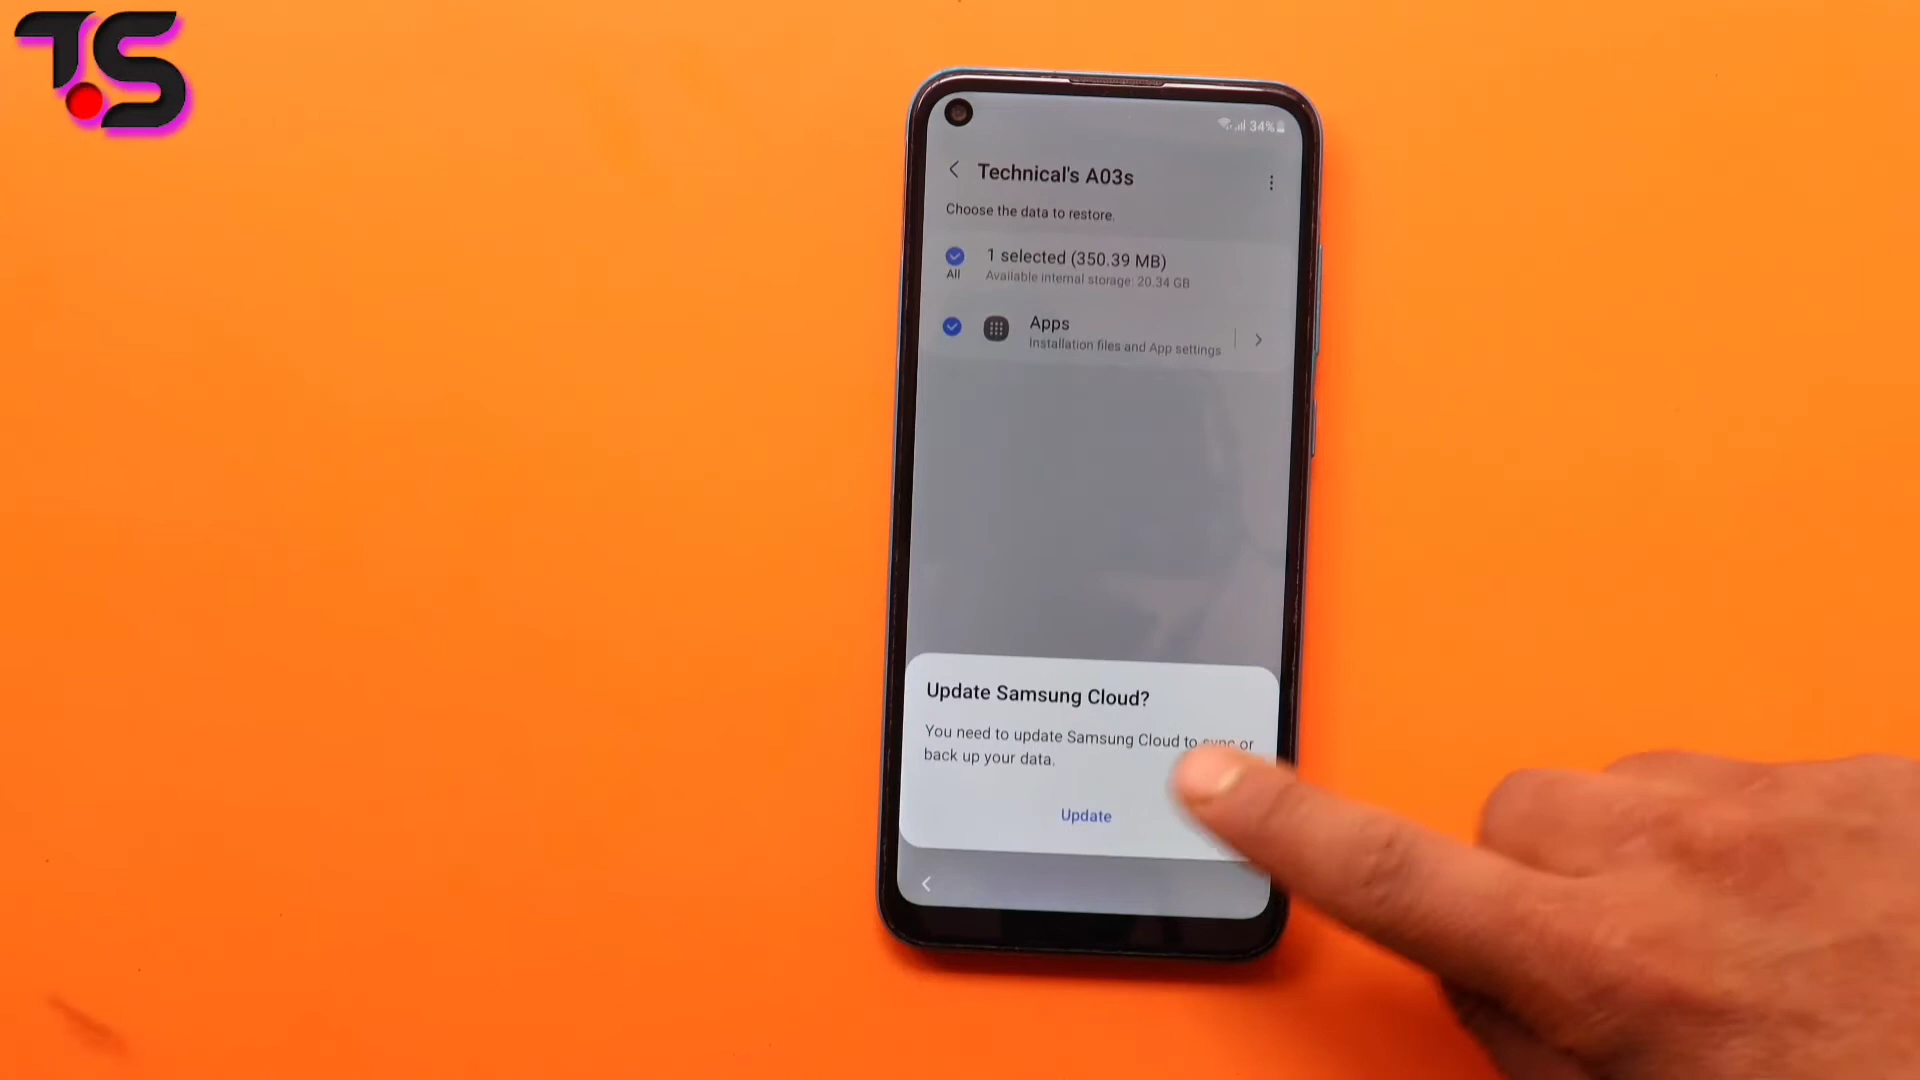 TS
34%
Technical's A03s
Choose the data to restore.
1 selected (350.39 MB)
All
Available internal storage: 20.34 GB
Apps
Installation files and App settings
Update Samsung Cloud?
You need to update Samsung Cloud to sync or
back up your data.
Update